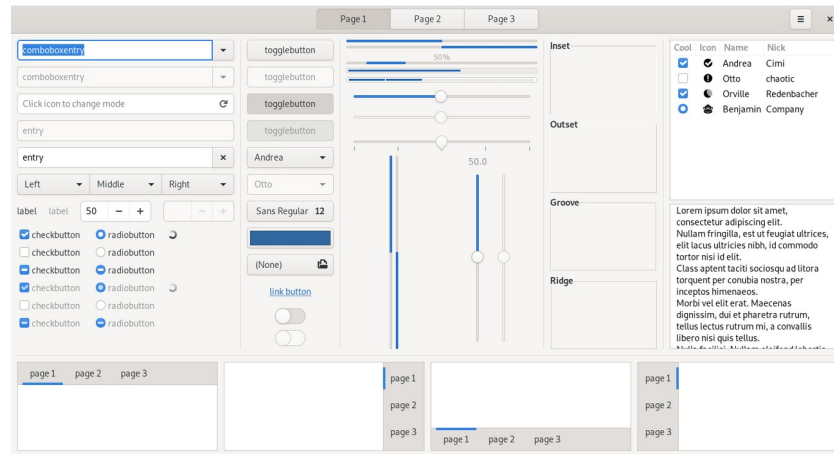 Page 1 Page 2 Page 3
comboboxentry
comboboxentry
Click icon to change mode
entry
entry
Left Middle Right
label label 50 − +
checkbutton radiobutton
checkbutton radiobutton
checkbutton radiobutton
checkbutton radiobutton
checkbutton radiobutton
checkbutton radiobutton
togglebutton
togglebutton
togglebutton
togglebutton
Andrea
Otto
Sans Regular 12
(None)
link button
50 %
50.0
Inset
Outset
Groove
Ridge
Cool Icon Name Nick
Andrea Cimi
Otto chaotic
Orville Redenbacher
Benjamin Company
Lorem ipsum dolor sit amet,
consectetur adipiscing elit.
Nullam fringilla, est ut feugiat ultrices,
elit lacus ultricies nibh, id commodo
tortor nisi id elit.
Class aptent taciti sociosqu ad litora
torquent per conubia nostra, per
inceptos himenaeos.
Morbi vel elit erat. Maecenas
dignissim, dui et pharetra rutrum,
tellus lectus rutrum mi, a convallis
libero nisi quis tellus.
page 1 page 2 page 3
page 1
page 2
page 3
page 1 page 2 page 3
page 1
page 2
page 3